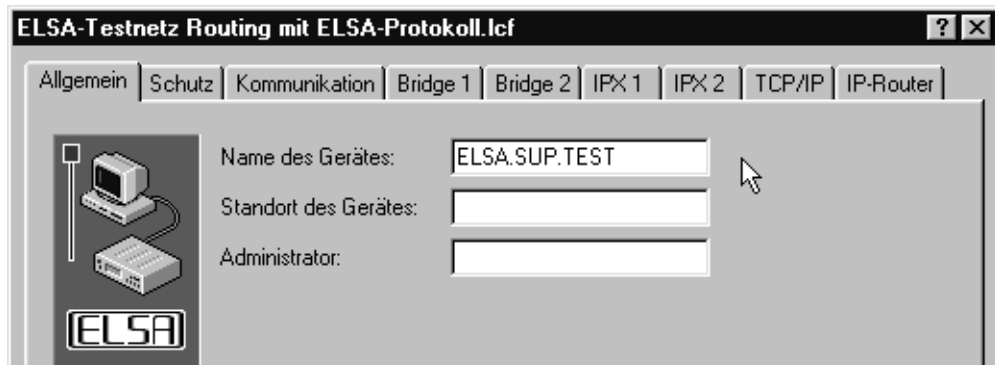 ELSA-Testnetz Routing mit ELSA-Protokoll.lcf
Allgemein Schutz Kommunikation Bridge 1 Bridge 2 IPX 1 IPX 2 TCP/IP IP-Router
Name des Gerätes: ELSA.SUP.TEST
Standort des Gerätes:
Administrator:
ELSA